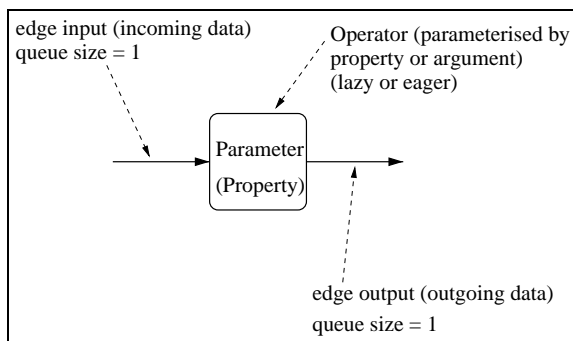 edge input (incoming data)
queue size = 1
Operator (parameterised by
property or argument)
(lazy or eager)
Parameter
(Property)
edge output (outgoing data)
queue size = 1